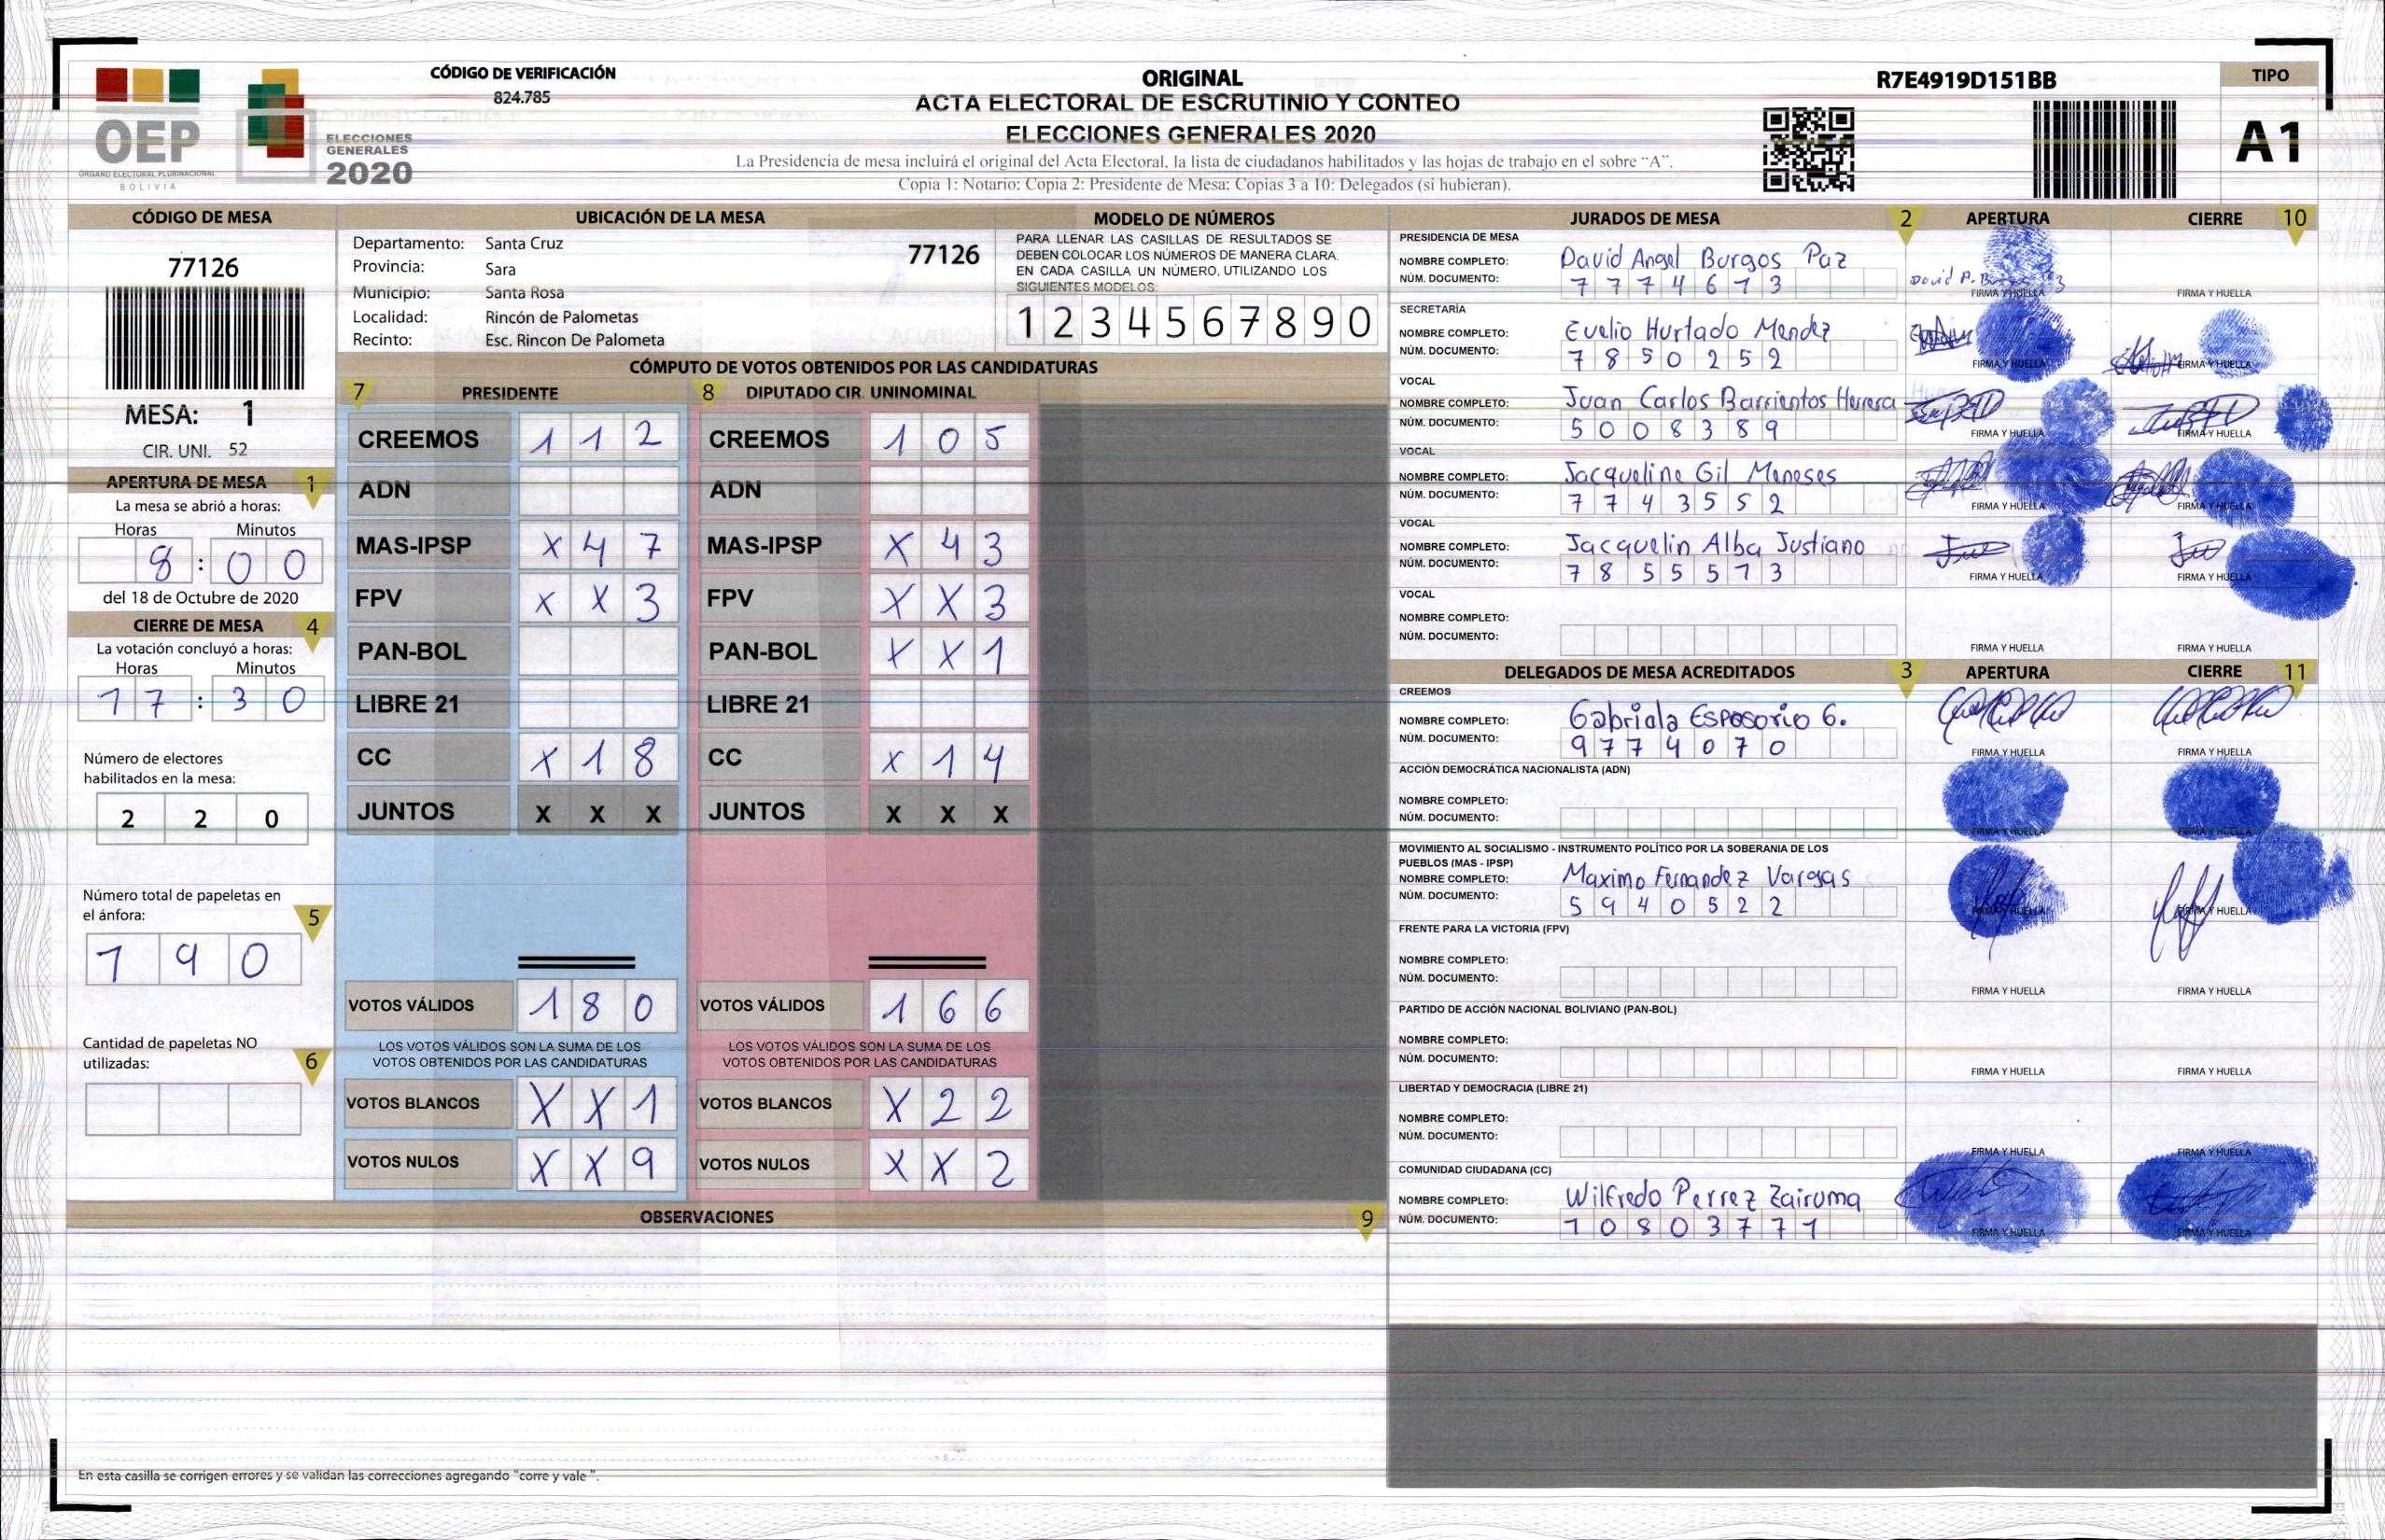 CÓDIGO DE VERIFICACIÓN
824.785
OEP
ÓRGANO ELECTORAL PLURINACIONAL
BOLIVIA
ELECCIONES
GENERALES
2020
ORIGINAL
ACTA ELECTORAL DE ESCRUTINIO Y CONTEO
ELECCIONES GENERALES 2020
La Presidencia de mesa incluirá el original del Acta Electoral, la lista de ciudadanos habilitados y las hojas de trabajo en el sobre "A".
Copia 1: Notario; Copia 2: Presidente de Mesa; Copias 3 a 10: Delegados (si hubieran).
R7E4919D151BB
TIPO
A1
CÓDIGO DE MESA
77126
MESA: 1
CIR. UNI. 52
APERTURA DE MESA 1
La mesa se abrió a horas:
Horas Minutos
8 : 0 0
del 18 de Octubre de 2020
CIERRE DE MESA 4
La votación concluyó a horas:
Horas Minutos
1 7 : 3 0
Número de electores
habilitados en la mesa:
2 2 0
Número total de papeletas en
el ánfora: 5
1 9 0
Cantidad de papeletas NO
utilizadas: 6
UBICACIÓN DE LA MESA
Departamento: Santa Cruz 77126
Provincia: Sara
Municipio: Santa Rosa
Localidad: Rincón de Palometas
Recinto: Esc. Rincon De Palometa
MODELO DE NÚMEROS
PARA LLENAR LAS CASILLAS DE RESULTADOS SE
DEBEN COLOCAR LOS NÚMEROS DE MANERA CLARA.
EN CADA CASILLA UN NÚMERO, UTILIZANDO LOS
SIGUIENTES MODELOS:
1 2 3 4 5 6 7 8 9 0
CÓMPUTO DE VOTOS OBTENIDOS POR LAS CANDIDATURAS
7 PRESIDENTE 8 DIPUTADO CIR. UNINOMINAL
CREEMOS 1 1 2 CREEMOS 1 0 5
ADN ADN
MAS-IPSP X 4 7 MAS-IPSP X 4 3
FPV X X 3 FPV X X 3
PAN-BOL PAN-BOL X X 1
LIBRE 21 LIBRE 21
CC X 1 8 CC X 1 4
JUNTOS X X X JUNTOS X X X
VOTOS VÁLIDOS 1 8 0 VOTOS VÁLIDOS 1 6 6
LOS VOTOS VÁLIDOS SON LA SUMA DE LOS LOS VOTOS VÁLIDOS SON LA SUMA DE LOS
VOTOS OBTENIDOS POR LAS CANDIDATURAS VOTOS OBTENIDOS POR LAS CANDIDATURAS
VOTOS BLANCOS X X 1 VOTOS BLANCOS X 2 2
VOTOS NULOS X X 9 VOTOS NULOS X X 2
OBSERVACIONES 9
En esta casilla se corrigen errores y se validan las correcciones agregando "corre y vale".
JURADOS DE MESA 2 APERTURA CIERRE 10
PRESIDENCIA DE MESA
NOMBRE COMPLETO: David Angel Burgos Paz
NÚM. DOCUMENTO: 7 7 7 4 6 1 3
FIRMA Y HUELLA FIRMA Y HUELLA
SECRETARÍA
NOMBRE COMPLETO: Evelio Hurtado Mendez
NÚM. DOCUMENTO: 7 8 5 0 2 5 2
FIRMA Y HUELLA FIRMA Y HUELLA
VOCAL
NOMBRE COMPLETO: Juan Carlos Barrientos Herrera
NÚM. DOCUMENTO: 5 0 0 8 3 8 9
FIRMA Y HUELLA FIRMA Y HUELLA
VOCAL
NOMBRE COMPLETO: Jacqueline Gil Meneses
NÚM. DOCUMENTO: 7 7 4 3 5 5 2
FIRMA Y HUELLA FIRMA Y HUELLA
VOCAL
NOMBRE COMPLETO: Jacquelin Alba Justiano
NÚM. DOCUMENTO: 7 8 5 5 5 1 3
FIRMA Y HUELLA FIRMA Y HUELLA
VOCAL
NOMBRE COMPLETO:
NÚM. DOCUMENTO:
FIRMA Y HUELLA FIRMA Y HUELLA
DELEGADOS DE MESA ACREDITADOS 3 APERTURA CIERRE 11
CREEMOS
NOMBRE COMPLETO: Gabriala Esposorio G.
NÚM. DOCUMENTO: 9 7 7 4 0 7 0
FIRMA Y HUELLA FIRMA Y HUELLA
ACCIÓN DEMOCRÁTICA NACIONALISTA (ADN)
NOMBRE COMPLETO:
NÚM. DOCUMENTO:
FIRMA Y HUELLA FIRMA Y HUELLA
MOVIMIENTO AL SOCIALISMO - INSTRUMENTO POLÍTICO POR LA SOBERANIA DE LOS
PUEBLOS (MAS - IPSP)
NOMBRE COMPLETO: Maximo Fernandez Vargas
NÚM. DOCUMENTO: 5 9 4 0 5 2 2
FIRMA Y HUELLA FIRMA Y HUELLA
FRENTE PARA LA VICTORIA (FPV)
NOMBRE COMPLETO:
NÚM. DOCUMENTO:
FIRMA Y HUELLA FIRMA Y HUELLA
PARTIDO DE ACCIÓN NACIONAL BOLIVIANO (PAN-BOL)
NOMBRE COMPLETO:
NÚM. DOCUMENTO:
FIRMA Y HUELLA FIRMA Y HUELLA
LIBERTAD Y DEMOCRACIA (LIBRE 21)
NOMBRE COMPLETO:
NÚM. DOCUMENTO:
FIRMA Y HUELLA FIRMA Y HUELLA
COMUNIDAD CIUDADANA (CC)
NOMBRE COMPLETO: Wilfredo Perrez Zairuma
NÚM. DOCUMENTO: 1 0 8 0 3 7 7 1
FIRMA Y HUELLA FIRMA Y HUELLA